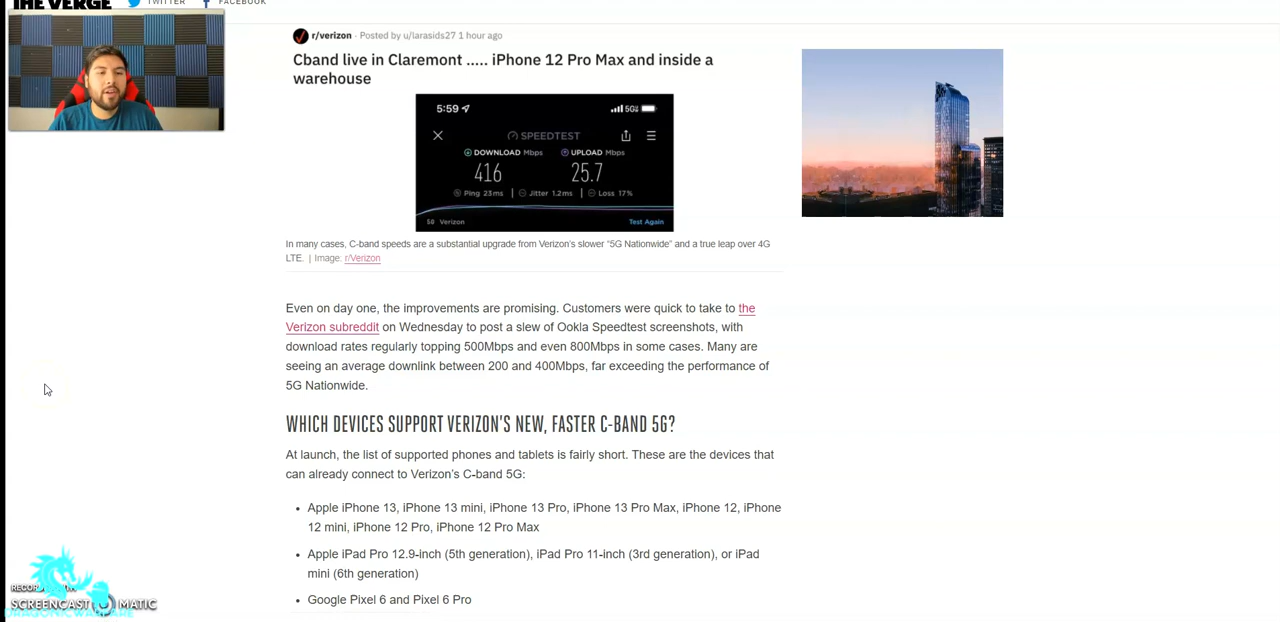 THE VERGE TWITTER FACEBOOK
r/verizon · Posted by u/larasids27 1 hour ago
Cband live in Claremont ..... iPhone 12 Pro Max and inside a
warehouse
5:59 5G
SPEEDTEST
DOWNLOAD Mbps UPLOAD Mbps
416 25.7
Ping 23ms | Jitter 1.2ms | Loss 17%
Verizon Test Again
In many cases, C-band speeds are a substantial upgrade from Verizon's slower "5G Nationwide" and a true leap over 4G
LTE. | Image: r/Verizon
Even on day one, the improvements are promising. Customers were quick to take to the
Verizon subreddit on Wednesday to post a slew of Ookla Speedtest screenshots, with
download rates regularly topping 500Mbps and even 800Mbps in some cases. Many are
seeing an average downlink between 200 and 400Mbps, far exceeding the performance of
5G Nationwide.
WHICH DEVICES SUPPORT VERIZON'S NEW, FASTER C-BAND 5G?
At launch, the list of supported phones and tablets is fairly short. These are the devices that
can already connect to Verizon's C-band 5G:
• Apple iPhone 13, iPhone 13 mini, iPhone 13 Pro, iPhone 13 Pro Max, iPhone 12, iPhone
12 mini, iPhone 12 Pro, iPhone 12 Pro Max
• Apple iPad Pro 12.9-inch (5th generation), iPad Pro 11-inch (3rd generation), or iPad
mini (6th generation)
• Google Pixel 6 and Pixel 6 Pro
SCREENCAST MATIC